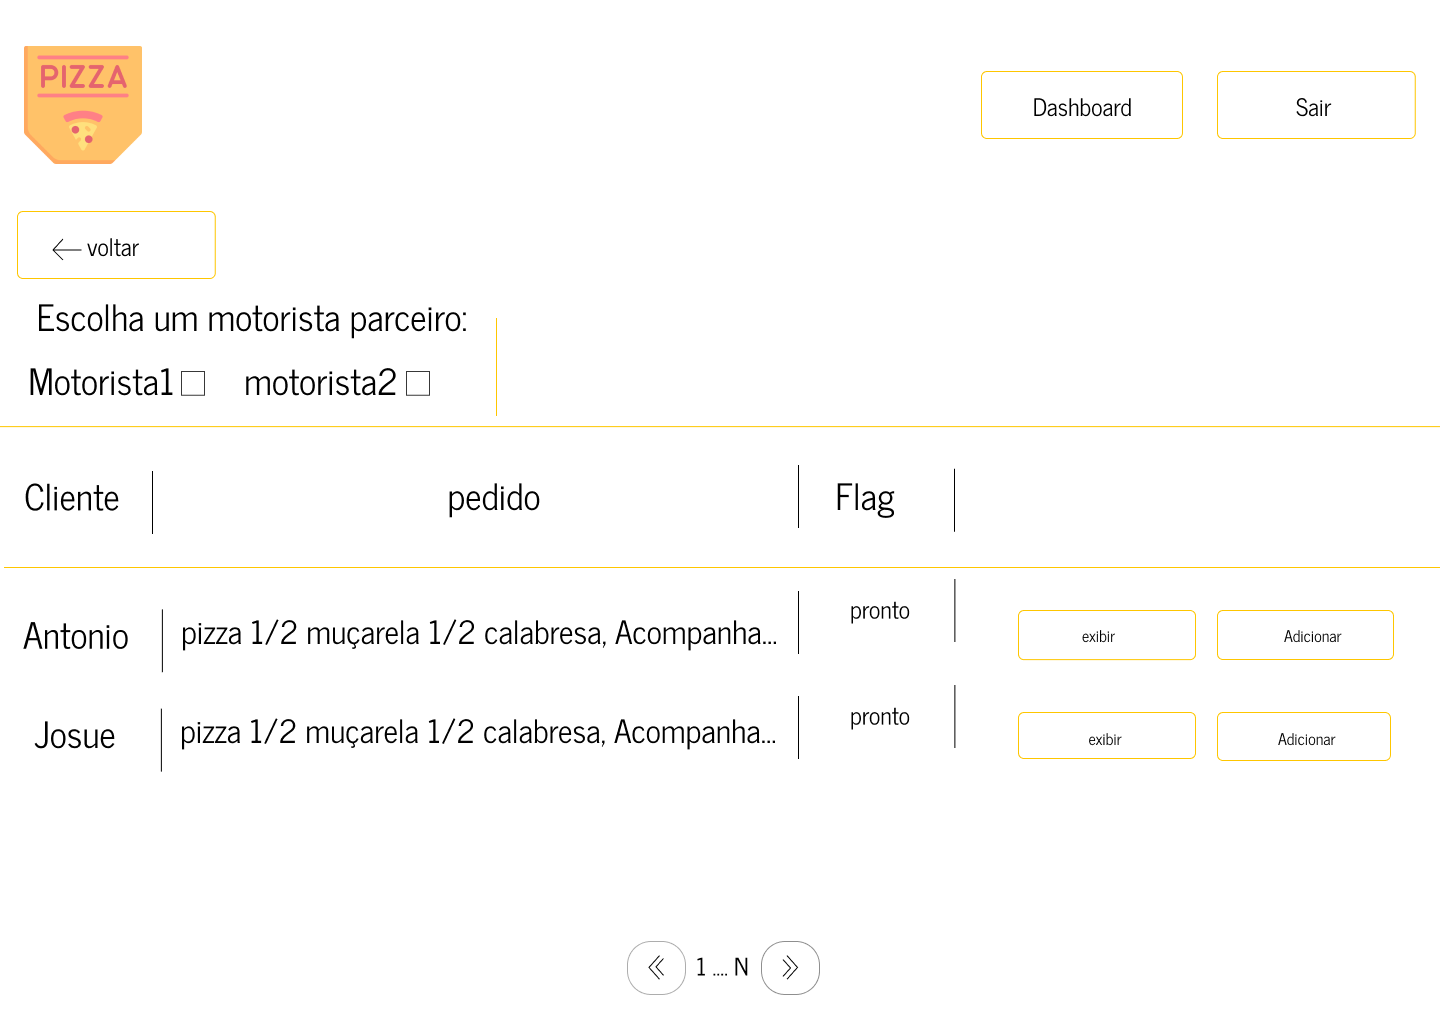 PIZZA
Dashboard
Sair
voltar
Escolha um motorista parceiro:
Motorista1 motorista2
Cliente pedido Flag
Antonio pizza 1/2 muçarela 1/2 calabresa, Acompanha... pronto exibir Adicionar
Josue pizza 1/2 muçarela 1/2 calabresa, Acompanha... pronto exibir Adicionar
1 .... N